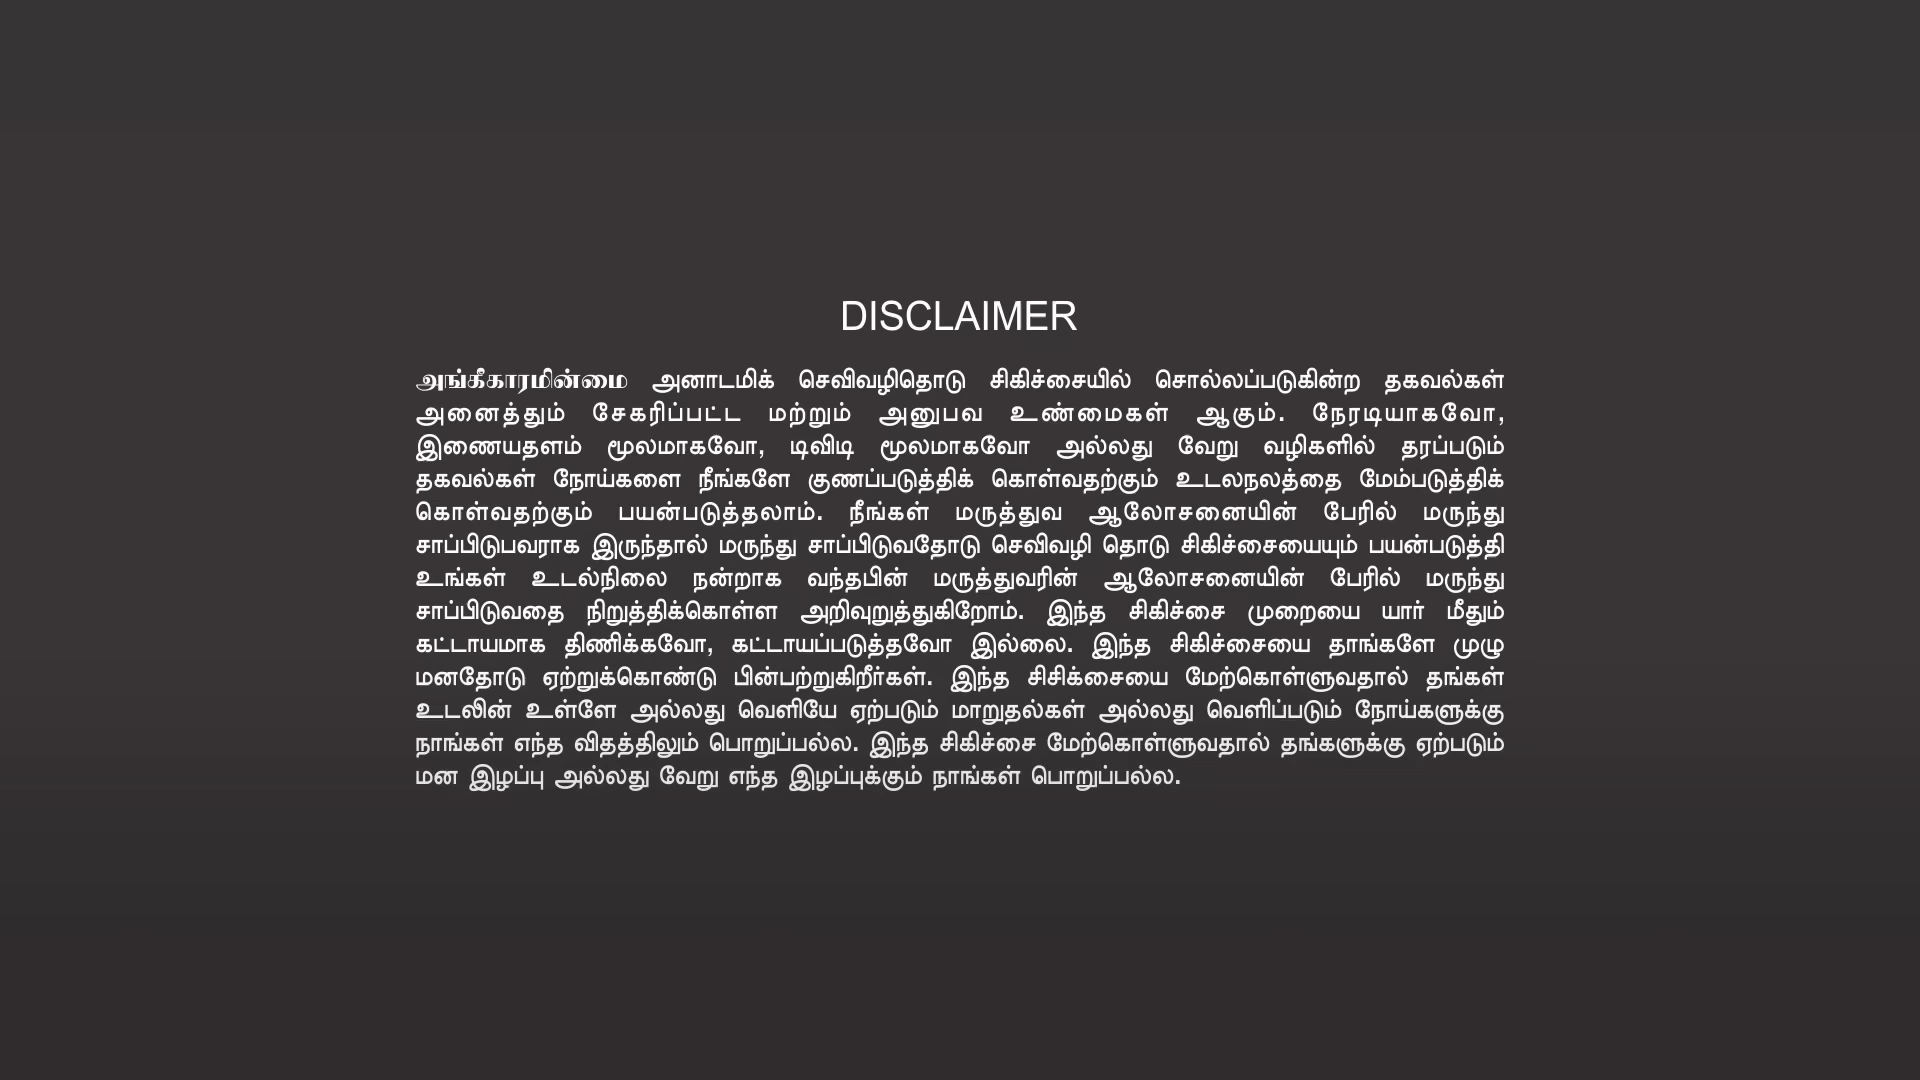 DISCLAIMER
அங்கீகாரமின்மை அனாடமிக் செவிவழிதொடு சிகிச்சையில் சொல்லப்படுகின்ற தகவல்கள்
அனைத்தும் சேகரிப்பட்ட மற்றும் அனுபவ உண்மைகள் ஆகும். நேரடியாகவோ,
இணையதளம் மூலமாகவோ, டிவிடி மூலமாகவோ அல்லது வேறு வழிகளில் தரப்படும்
தகவல்கள் நோய்களை நீங்களே குணப்படுத்திக் கொள்வதற்கும் உடலநலத்தை மேம்படுத்திக்
கொள்வதற்கும் பயன்படுத்தலாம். நீங்கள் மருத்துவ ஆலோசனையின் பேரில் மருந்து
சாப்பிடுபவராக இருந்தால் மருந்து சாப்பிடுவதோடு செவிவழி தொடு சிகிச்சையையும் பயன்படுத்தி
உங்கள் உடல்நிலை நன்றாக வந்தபின் மருத்துவரின் ஆலோசனையின் பேரில் மருந்து
சாப்பிடுவதை நிறுத்திக்கொள்ள அறிவுறுத்துகிறோம். இந்த சிகிச்சை முறையை யார் மீதும்
கட்டாயமாக திணிக்கவோ, கட்டாயப்படுத்தவோ இல்லை. இந்த சிகிச்சையை தாங்களே முழு
மனதோடு ஏற்றுக்கொண்டு பின்பற்றுகிறீர்கள். இந்த சிசிக்சையை மேற்கொள்ளுவதால் தங்கள்
உடலின் உள்ளே அல்லது வெளியே ஏற்படும் மாறுதல்கள் அல்லது வெளிப்படும் நோய்களுக்கு
நாங்கள் எந்த விதத்திலும் பொறுப்பல்ல. இந்த சிகிச்சை மேற்கொள்ளுவதால் தங்களுக்கு ஏற்படும்
மன இழப்பு அல்லது வேறு எந்த இழப்புக்கும் நாங்கள் பொறுப்பல்ல.